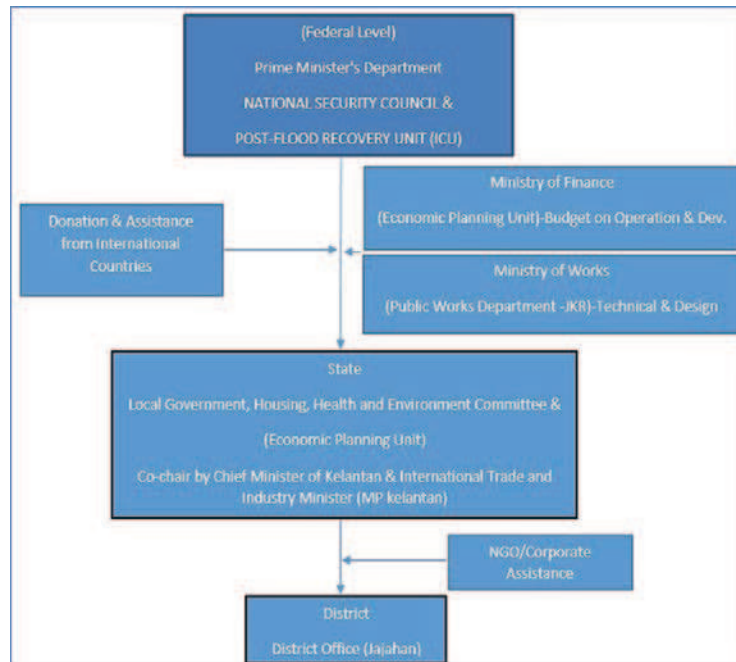 (Federal Level)
Prime Minister's Department
NATIONAL SECURITY COUNCIL &
POST-FLOOD RECOVERY UNIT (ICU)
Donation & Assistance
from International
Countries
Ministry of Finance
(Economic Planning Unit)-Budget on Operation & Dev.
Ministry of Works
(Public Works Department -JKR)-Technical & Design
State
Local Government, Housing, Health and Environment Committee &
(Economic Planning Unit)
Co-chair by Chief Minister of Kelantan & International Trade and
Industry Minister (MP kelantan)
NGO/Corporate
Assistance
District
District Office (Jajahan)